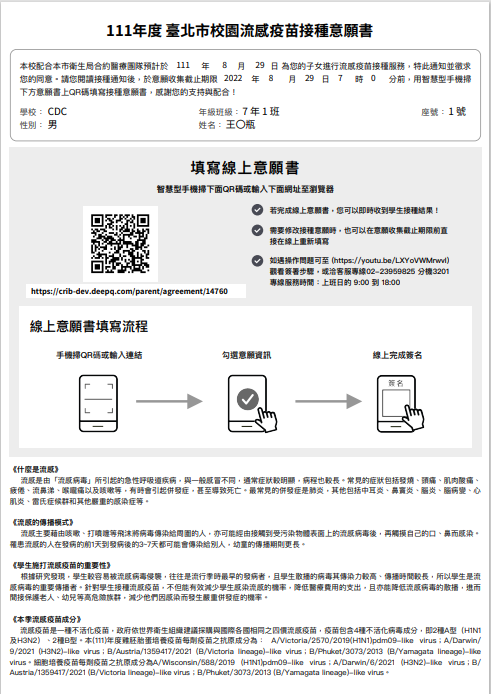 111年度 臺北市校園流感疫苗接種意願書
本校配合本市衛生局合約醫療團隊預計於 111 年 8 月 29 日 為您的子女進行流感疫苗接種服務，特此通知並徵求
您的同意。請您閱讀接種通知後，於意願收集截止期限 2022 年 8 月 29 日 7 時 0 分前，用智慧型手機掃
下方意願書上QR碼填寫接種意願書，感謝您的支持與配合！
學校： CDC 年級班級：7 年 1 班 座號：1 號
性別： 男 姓名：王〇瓶
填寫線上意願書
智慧型手機掃下面QR碼或輸入下面網址至瀏覽器
若完成線上意願書，您可以即時收到學生接種結果！
需要修改接種意願時，也可以在意願收集截止期限前直
接在線上重新填寫
如遇操作問題可至 (https://youtu.be/LXYoVWMrwvI)
觀看簽署步驟，或洽客服專線02-23959825 分機3201
專線服務時間：上班日的 9:00 到 18:00
https://crib-dev.deepq.com/parent/agreement/14760
線上意願書填寫流程
手機掃QR碼或輸入連結 勾選意願資訊 線上完成簽名
簽名
《什麼是流感》
流感是由「流感病毒」所引起的急性呼吸道疾病，與一般感冒不同，通常症狀較明顯，病程也較長。常見的症狀包括發燒、頭痛、肌肉酸痛、
疲倦、流鼻涕、喉嚨痛以及咳嗽等，有時會引起併發症，甚至導致死亡。最常見的併發症是肺炎，其他包括中耳炎、鼻竇炎、腦炎、腦病變、心
肌炎、雷氏症候群和其他嚴重的感染症等。
《流感的傳播模式》
流感主要藉由咳嗽、打噴嚏等飛沫將病毒傳染給周圍的人，亦可能經由接觸到受污染物體表面上的流感病毒後，再觸摸自己的口、鼻而感染。
罹患流感的人在發病的前1天到發病後的3-7天都可能會傳染給別人，幼童的傳播期則更長。
《學生施打流感疫苗的重要性》
根據研究發現，學生較容易被流感病毒侵襲，往往是流行季時最早的發病者，且學生散播的病毒其傳染力較高、傳播時間較長，所以學生是流
感病毒的重要傳播者。針對學生接種流感疫苗，不但能有效減少學生感染流感的機率，降低醫療費用的支出，且亦能降低流感病毒的散播，進而
間接保護老人、幼兒等高危險族群，減少他們因感染而發生嚴重併發症的機率。
《本季流感疫苗成分》
流感疫苗是一種不活化疫苗，政府依世界衛生組織建議採購與國際各國相同之四價流感疫苗，疫苗包含4種不活化病毒成分，即2種A型（H1N1
及H3N2）、2種B型。本(111)年度雞胚胎蛋培養疫苗每劑疫苗之抗原成分為： A/Victoria/2570/2019(H1N1)pdm09-like virus；A/Darwin/
9/2021 (H3N2)-like virus；B/Austria/1359417/2021 (B/Victoria lineage)-like virus；B/Phuket/3073/2013 (B/Yamagata lineage)-like
virus。細胞培養疫苗每劑疫苗之抗原成分為A/Wisconsin/588/2019 (H1N1)pdm09-like virus；A/Darwin/6/2021 (H3N2)-like virus；B/
Austria/1359417/2021 (B/Victoria lineage)-like virus；B/Phuket/3073/2013 (B/Yamagata lineage)-like virus。